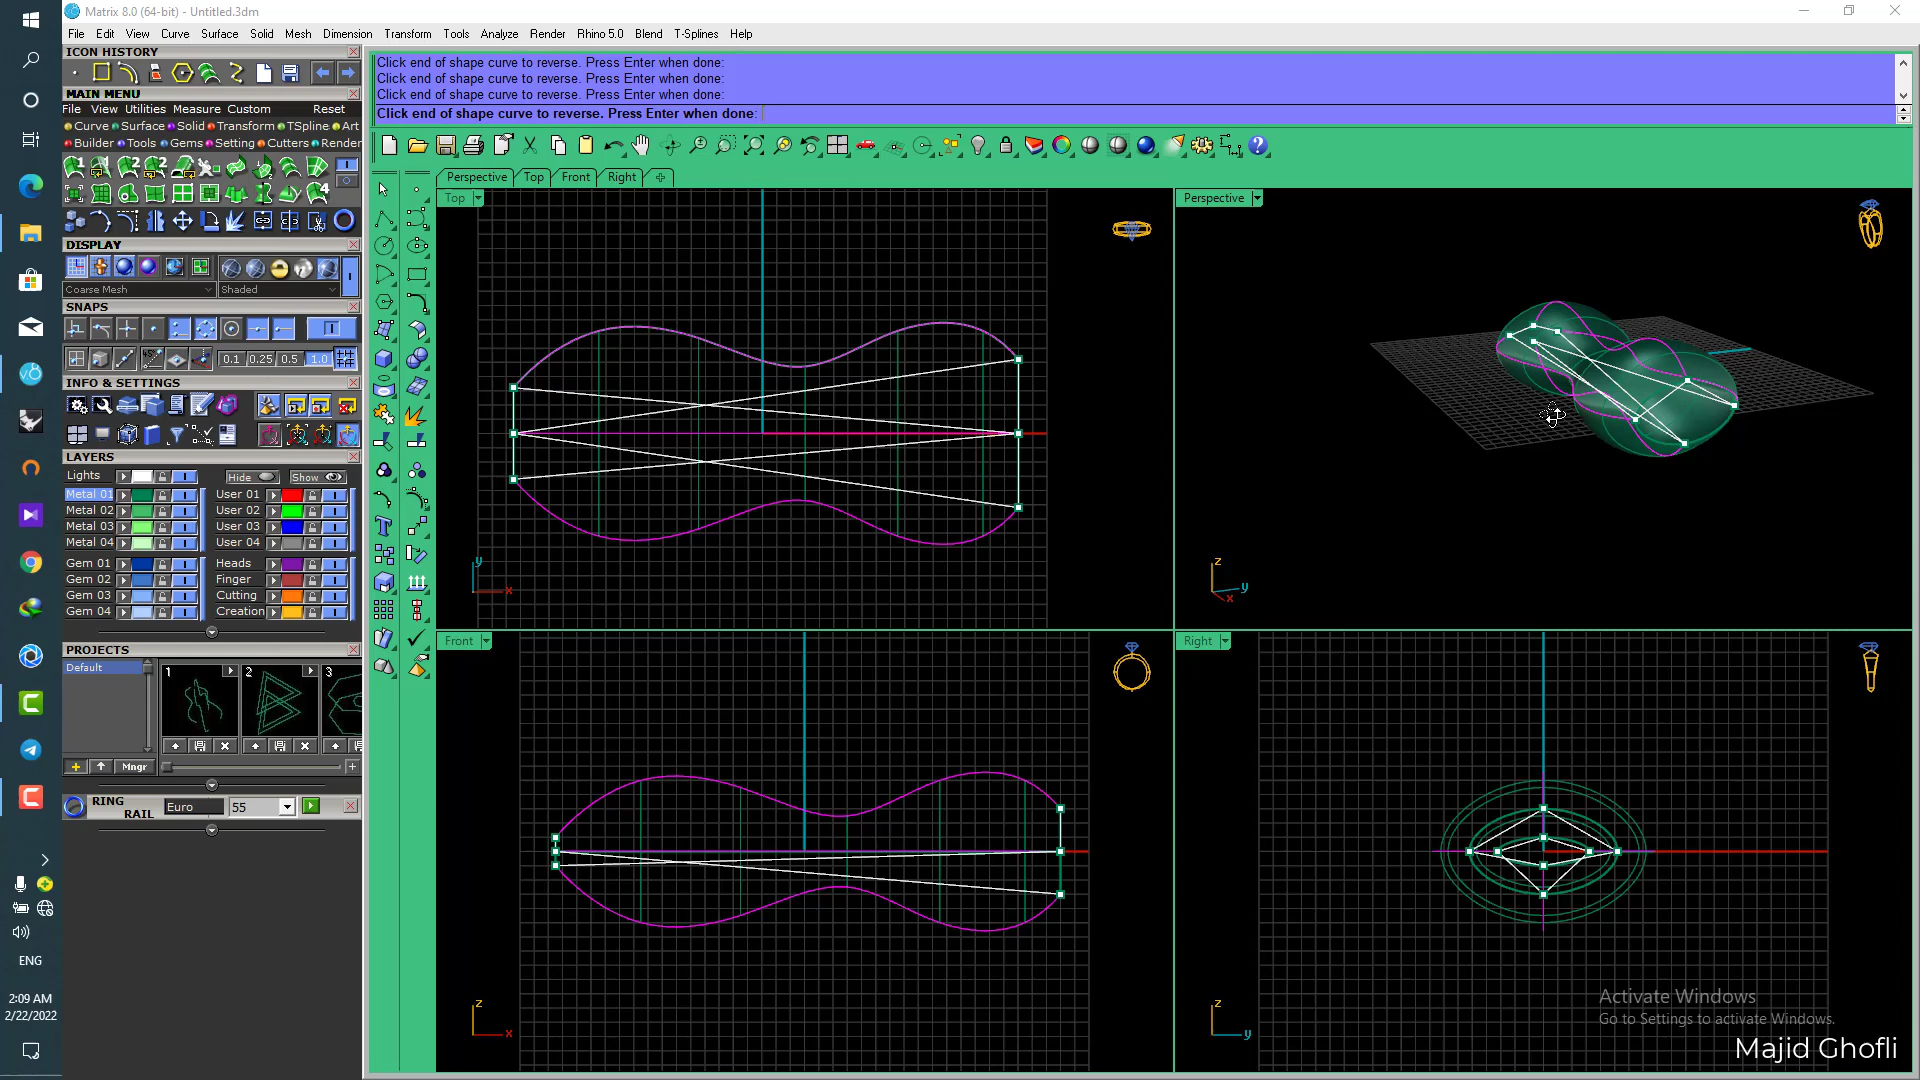 Matrix 8.0 (64-bit) - Untitled.3dm
File Edit View Curve Surface Solid Mesh Dimension Transform Tools Analyze Render Rhino 5.0 Blend T-Splines Help
ICON HISTORY
MAIN MENU
File View Utilities Measure Custom Reset
Curve Surface Solid Transform TSpline Art
Builder Tools Gems Setting Cutters Render
DISPLAY
Coarse Mesh Shaded
SNAPS
0.1 0.25 0.5 1.0
INFO & SETTINGS
LAYERS
Lights Hide Show
Metal 01 User 01
Metal 02 User 02
Metal 03 User 03
Metal 04 User 04
Gem 01 Heads
Gem 02 Finger
Gem 03 Cutting
Gem 04 Creation
PROJECTS
Default
1 2 3
Mngr
RING RAIL Euro 55
Click end of shape curve to reverse. Press Enter when done:
Click end of shape curve to reverse. Press Enter when done:
Click end of shape curve to reverse. Press Enter when done:
Click end of shape curve to reverse. Press Enter when done:
Perspective Top Front Right
Top
y
x
Perspective
z
y
x
Front
z
x
Right
z
y
ENG
2:09 AM
2/22/2022
Activate Windows
Go to Settings to activate Windows.
Majid Ghofli